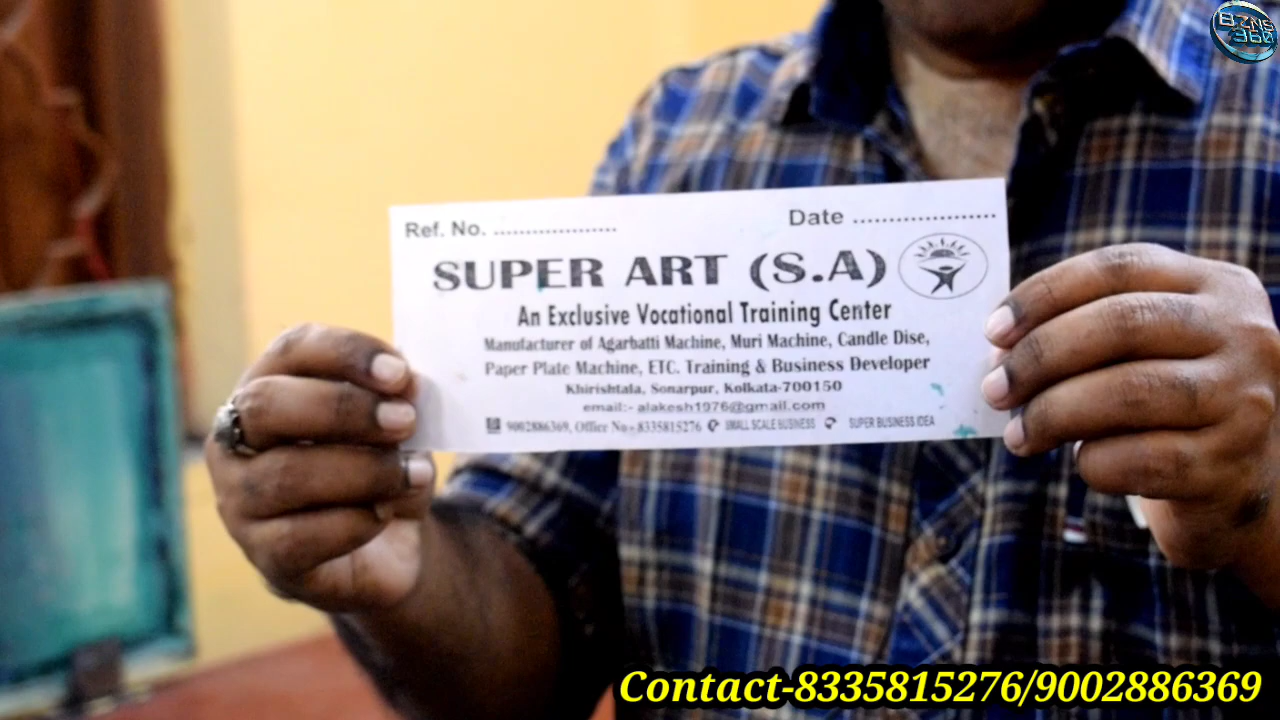 BZNS
360
Ref. No. ..................
Date ....................
SUPER ART (S.A)
An Exclusive Vocational Training Center
Manufacturer of Agarbatti Machine, Muri Machine, Candle Dise,
Paper Plate Machine, ETC. Training & Business Developer
Khirishtala, Sonarpur, Kolkata-700150
email:- alakesh1976@gmail.com
9002886369, Office No - 8335815276 SMALL SCALE BUSINESS SUPER BUSINESS IDEA
Contact-8335815276/9002886369